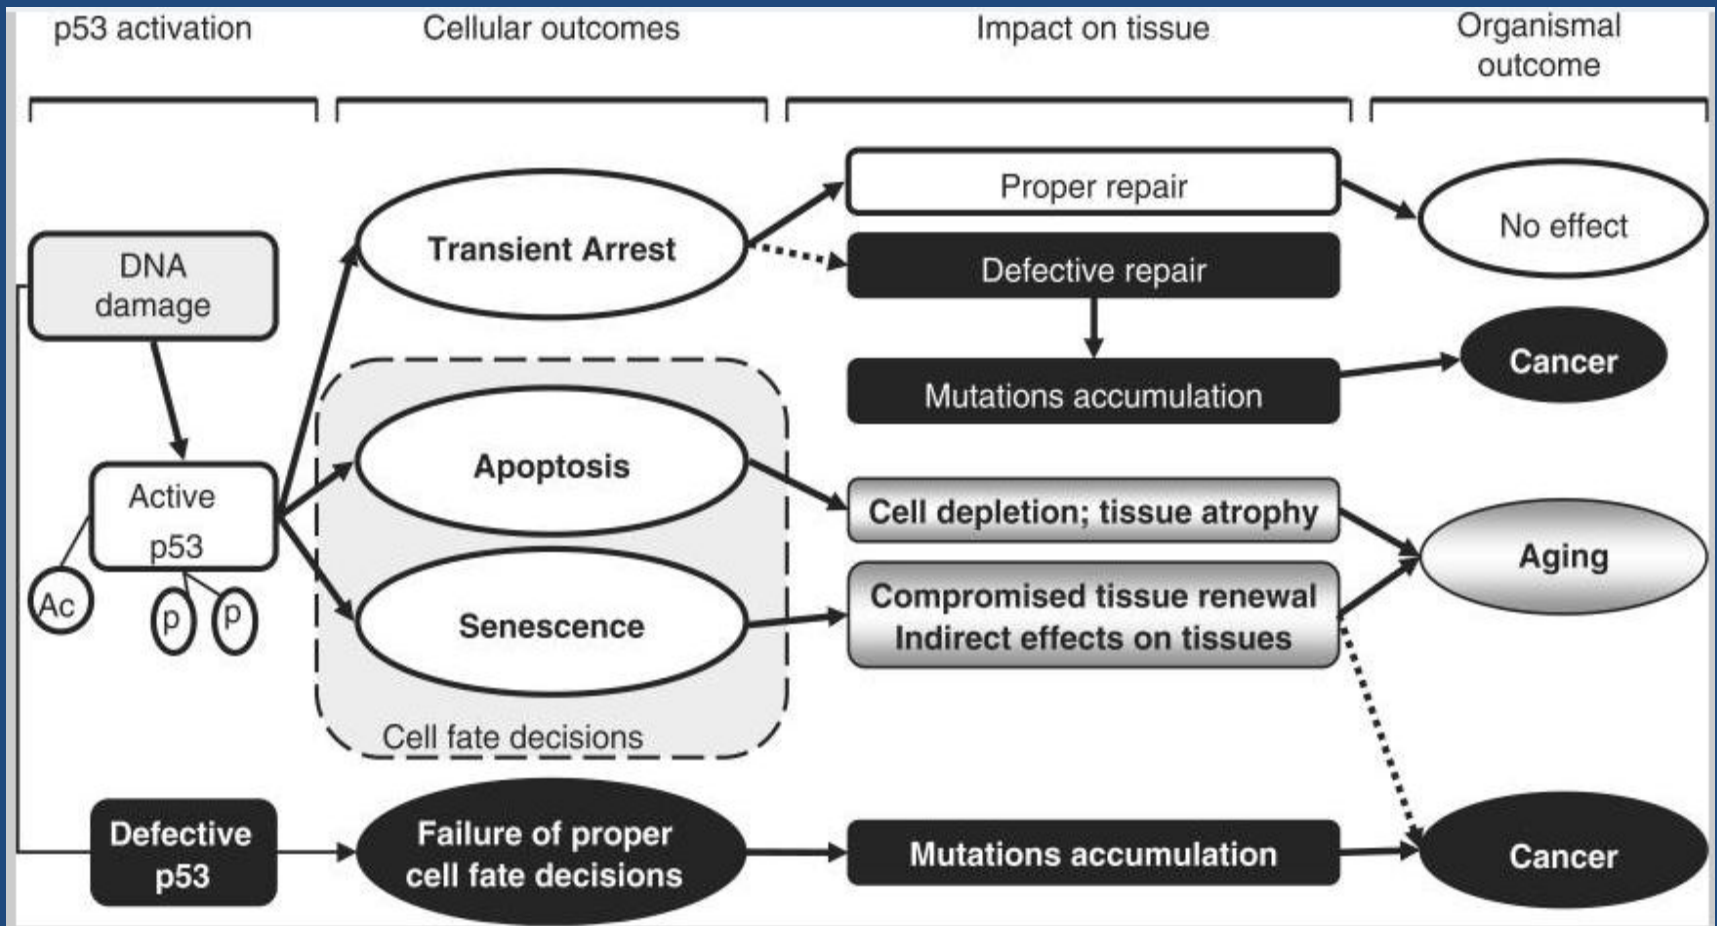 p53 activation
Cellular outcomes
Impact on tissue
Organismal
outcome
DNA
damage
Active
p53
Ac
p
p
Defective
p53
Transient Arrest
Apoptosis
Senescence
Cell fate decisions
Failure of proper
cell fate decisions
Proper repair
Defective repair
Mutations accumulation
Cell depletion; tissue atrophy
Compromised tissue renewal
Indirect effects on tissues
Mutations accumulation
No effect
Cancer
Aging
Cancer